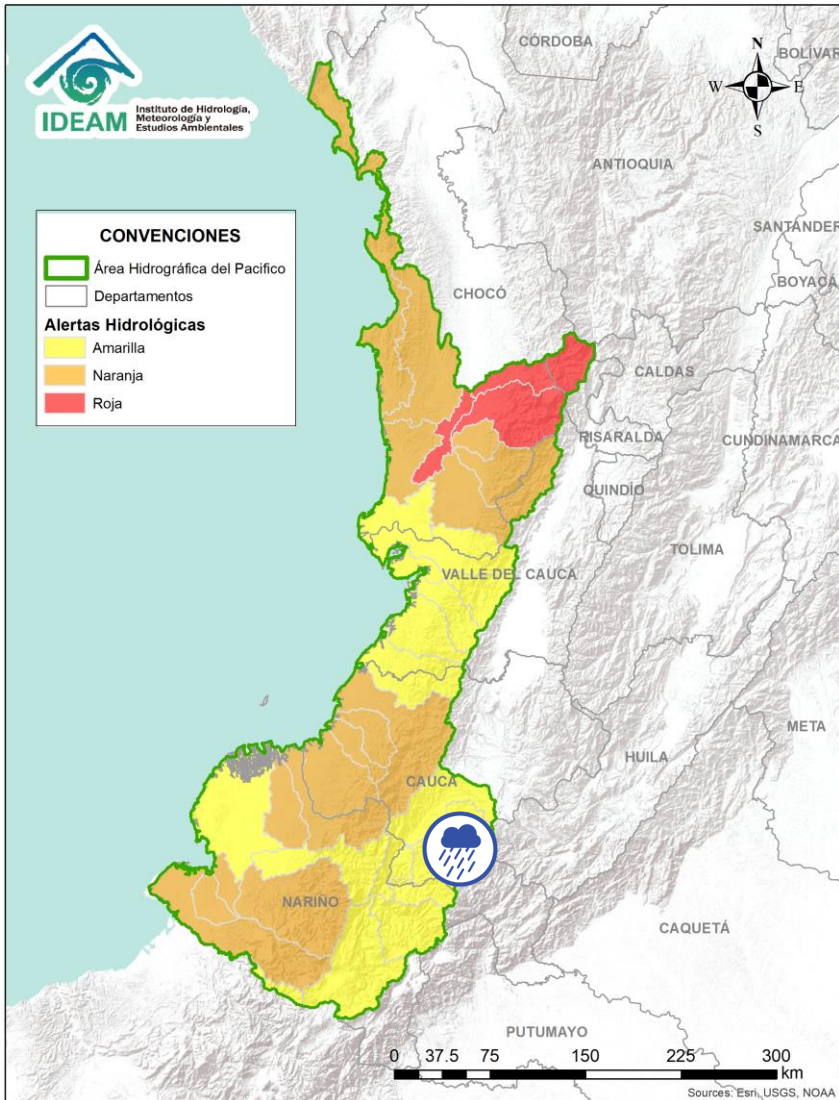 IDEAM
Instituto de Hidrología,
Meteorología y
Estudios Ambientales
CÓRDOBA
BOLÍVAR
N
W
E
S
ANTIOQUIA
SANTANDER
BOYACÁ
CONVENCIONES
Área Hidrográfica del Pacifico
Departamentos
Alertas Hidrológicas
Amarilla
Naranja
Roja
CHOCÓ
CALDAS
RISARALDA
CUNDINAMARCA
QUINDÍO
TOLIMA
VALLE DEL CAUCA
META
HUILA
CAUCA
NARIÑO
CAQUETÁ
PUTUMAYO
0 37.5 75 150 225 300
km
Sources: Esri, USGS, NOAA